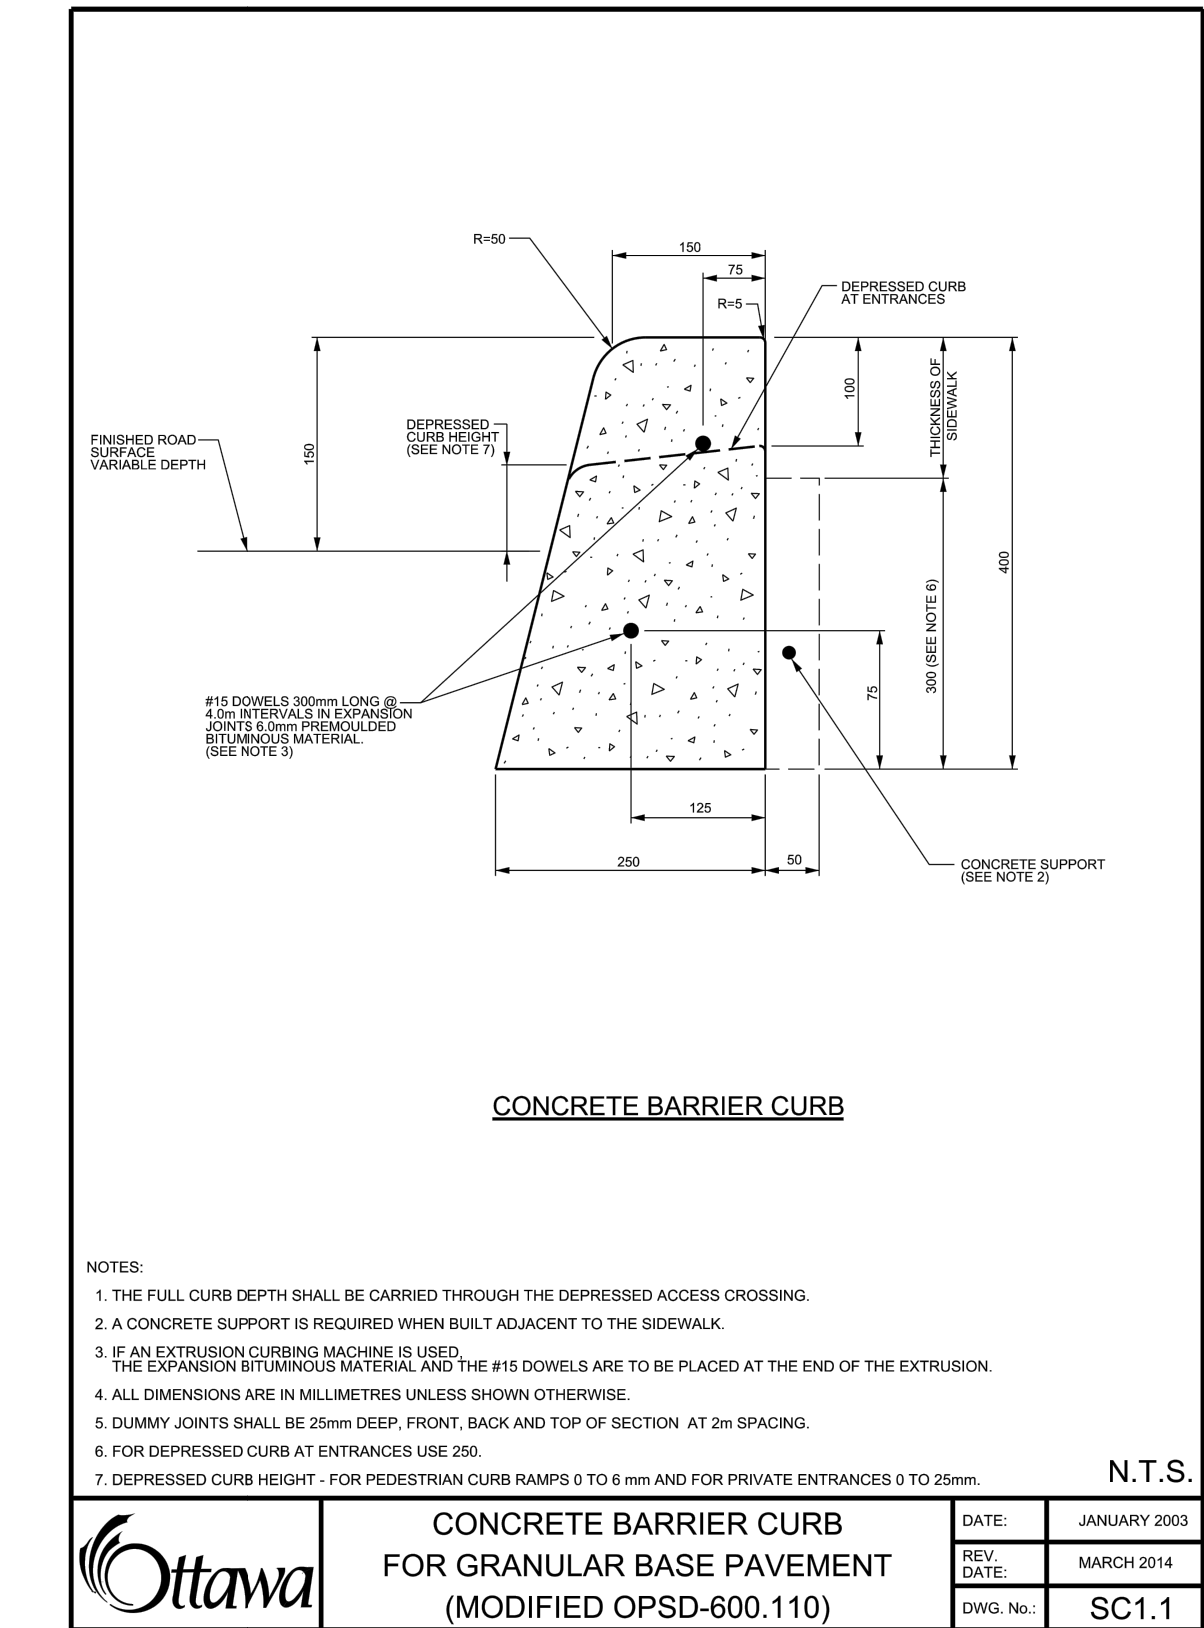 R=50
150
75
R=5
DEPRESSED CURB
AT ENTRANCES
100
THICKNESS OF
SIDEWALK
150
FINISHED ROAD
SURFACE
VARIABLE DEPTH
DEPRESSED
CURB HEIGHT
(SEE NOTE 7)
400
300 (SEE NOTE 6)
75
#15 DOWELS 300mm LONG @
4.0m INTERVALS IN EXPANSION
JOINTS 6.0mm PREMOULDED
BITUMINOUS MATERIAL.
(SEE NOTE 3)
125
250
50
CONCRETE SUPPORT
(SEE NOTE 2)
CONCRETE BARRIER CURB
NOTES:
1. THE FULL CURB DEPTH SHALL BE CARRIED THROUGH THE DEPRESSED ACCESS CROSSING.
2. A CONCRETE SUPPORT IS REQUIRED WHEN BUILT ADJACENT TO THE SIDEWALK.
3. IF AN EXTRUSION CURBING MACHINE IS USED,
THE EXPANSION BITUMINOUS MATERIAL AND THE #15 DOWELS ARE TO BE PLACED AT THE END OF THE EXTRUSION.
4. ALL DIMENSIONS ARE IN MILLIMETRES UNLESS SHOWN OTHERWISE.
5. DUMMY JOINTS SHALL BE 25mm DEEP, FRONT, BACK AND TOP OF SECTION AT 2m SPACING.
6. FOR DEPRESSED CURB AT ENTRANCES USE 250.
7. DEPRESSED CURB HEIGHT - FOR PEDESTRIAN CURB RAMPS 0 TO 6 mm AND FOR PRIVATE ENTRANCES 0 TO 25mm.
N.T.S.
Ottawa
CONCRETE BARRIER CURB
FOR GRANULAR BASE PAVEMENT
(MODIFIED OPSD-600.110)
DATE:
JANUARY 2003
REV.
DATE:
MARCH 2014
DWG. No.:
SC1.1